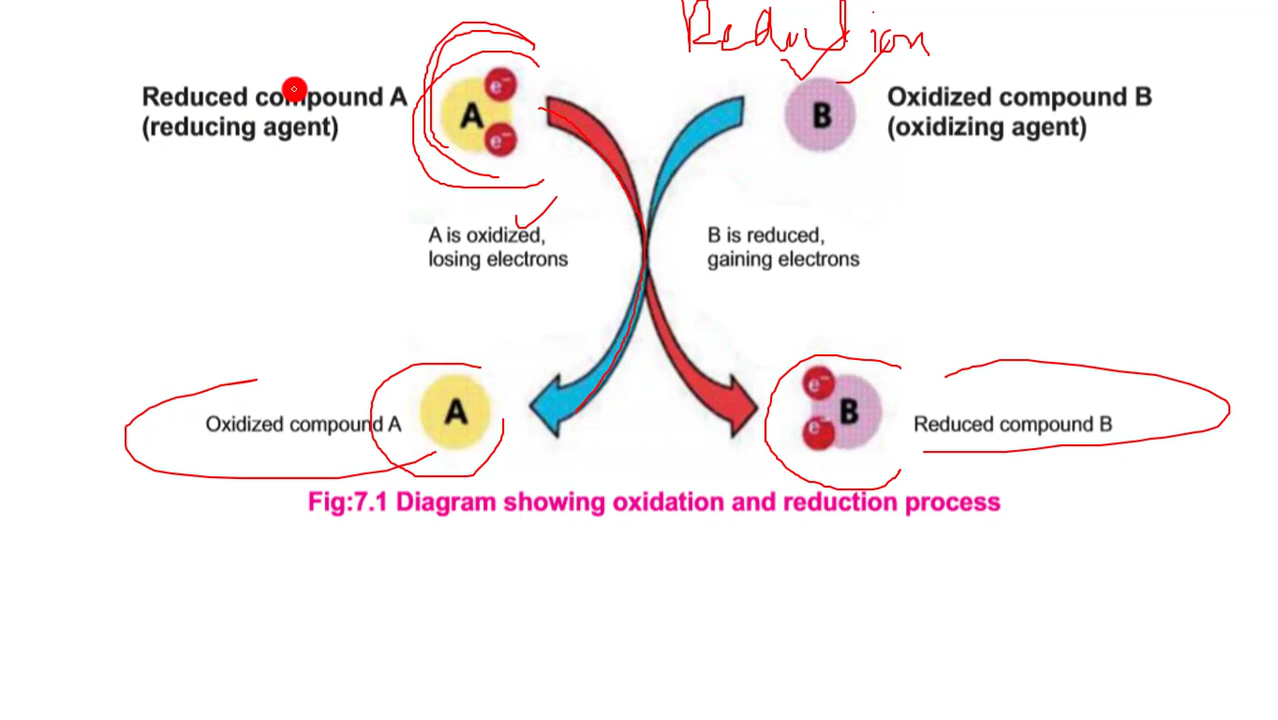 Reduction
Reduced compound A
(reducing agent)
A
e⁻
e⁻
B
Oxidized compound B
(oxidizing agent)
A is oxidized,
losing electrons
B is reduced,
gaining electrons
Oxidized compound A
A
e⁻
e⁻
B
Reduced compound B
Fig:7.1 Diagram showing oxidation and reduction process